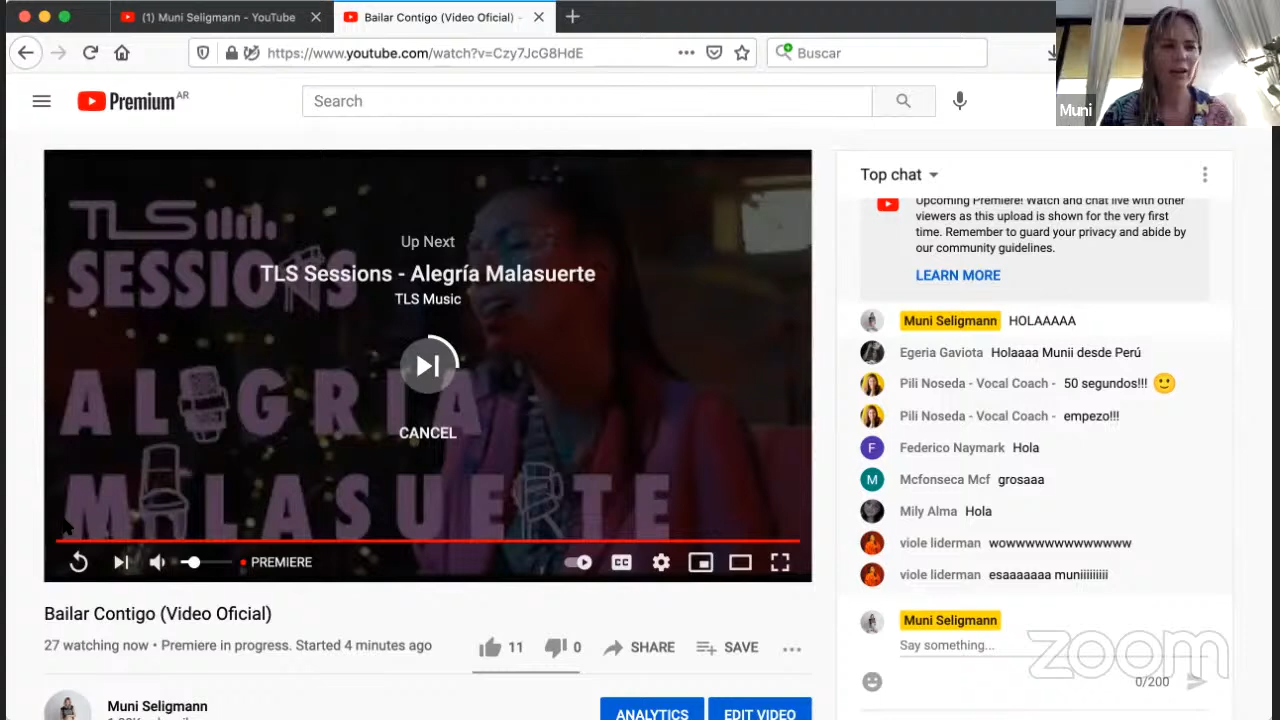 (1) Muni Seligmann - YouTube
Bailar Contigo (Video Oficial) -
https://www.youtube.com/watch?v=Czy7JcG8HdE
Buscar
Muni
Premium AR
Search
TLS
SESSIONS
ALEGRÍA
MALASUERTE
Up Next
TLS Sessions - Alegría Malasuerte
TLS Music
CANCEL
PREMIERE
CC
Bailar Contigo (Video Oficial)
27 watching now • Premiere in progress. Started 4 minutes ago
11
0
SHARE
SAVE
Muni Seligmann
ANALYTICS
EDIT VIDEO
Top chat
Upcoming Premiere! Watch and chat live with other
viewers as this upload is shown for the very first
time. Remember to guard your privacy and abide by
our community guidelines.
LEARN MORE
Muni Seligmann HOLAAAAA
Egeria Gaviota Holaaaa Munii desde Perú
Pili Noseda - Vocal Coach - 50 segundos!!!
Pili Noseda - Vocal Coach - empezo!!!
F Federico Naymark Hola
M Mcfonseca Mcf grosaaa
Mily Alma Hola
viole liderman wowwwwwwwwwwwww
viole liderman esaaaaaaa muniiiiiiiii
Muni Seligmann
Say something...
0/200
zoom